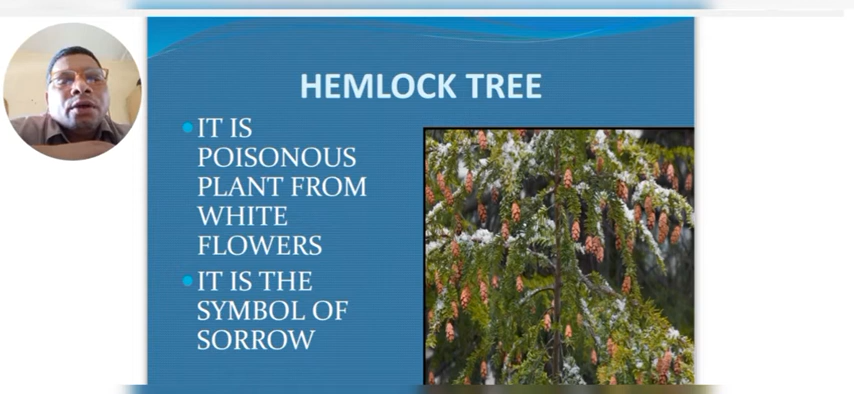 HEMLOCK TREE
IT IS
POISONOUS
PLANT FROM
WHITE
FLOWERS
IT IS THE
SYMBOL OF
SORROW